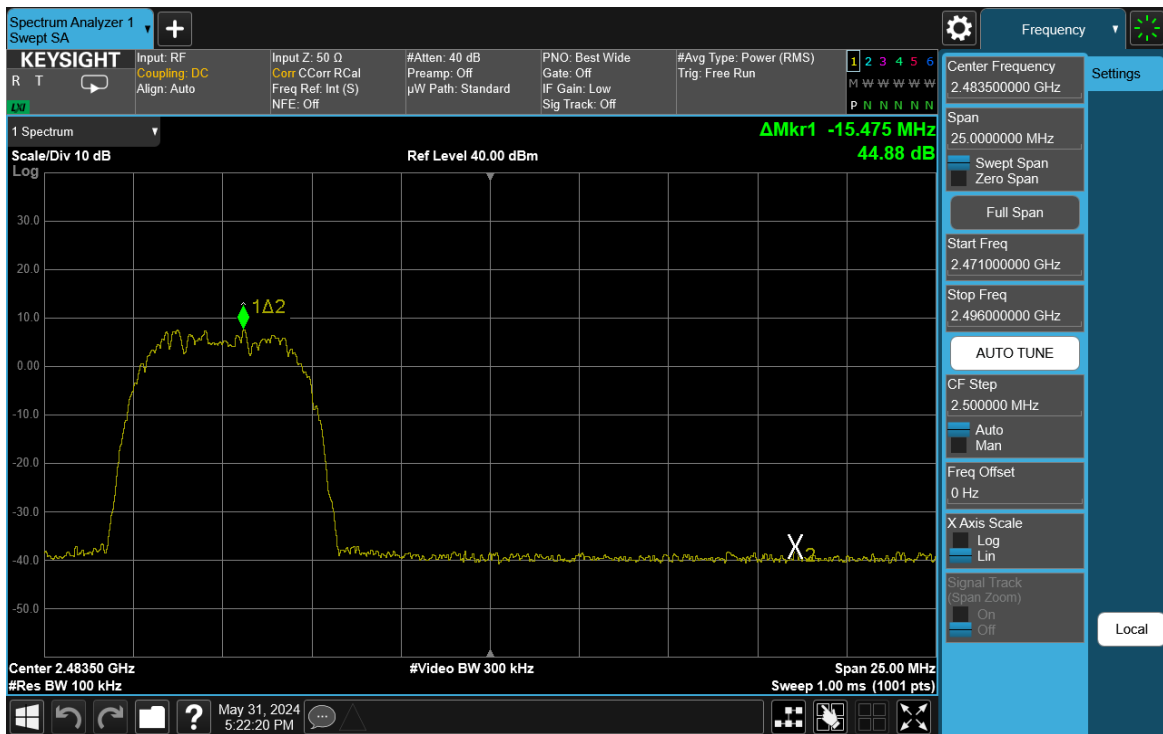 Spectrum Analyzer 1
Swept SA
+
Frequency
KEYSIGHT
R T
LXI
Input: RF
Coupling: DC
Align: Auto
Input Z: 50 Ω
Corr CCorr RCal
Freq Ref: Int (S)
NFE: Off
#Atten: 40 dB
Preamp: Off
µW Path: Standard
PNO: Best Wide
Gate: Off
IF Gain: Low
Sig Track: Off
#Avg Type: Power (RMS)
Trig: Free Run
1 2 3 4 5 6
M W W W W W
P N N N N N
1 Spectrum
Scale/Div 10 dB
Log
Ref Level 40.00 dBm
ΔMkr1 -15.475 MHz
44.88 dB
30.0
20.0
10.0
0.00
-10.0
-20.0
-30.0
-40.0
-50.0
1Δ2
X2
Center 2.48350 GHz
#Res BW 100 kHz
#Video BW 300 kHz
Span 25.00 MHz
Sweep 1.00 ms (1001 pts)
May 31, 2024
5:22:20 PM
?
Center Frequency
2.483500000 GHz
Span
25.0000000 MHz
Swept Span
Zero Span
Full Span
Start Freq
2.471000000 GHz
Stop Freq
2.496000000 GHz
AUTO TUNE
CF Step
2.500000 MHz
Auto
Man
Freq Offset
0 Hz
X Axis Scale
Log
Lin
Signal Track
(Span Zoom)
On
Off
Settings
Local